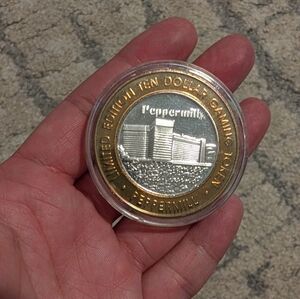 LIMITED EDITION TEN DOLLAR GAMING TOKEN
Peppermill
• PEPPERMILL •